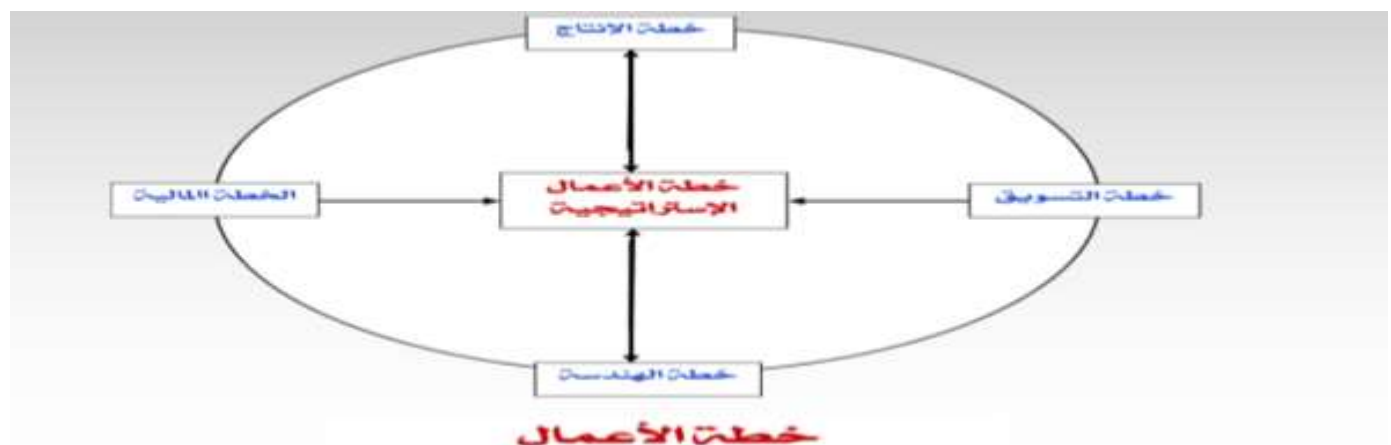 خطة الإنتاج
خطة الأعمال
الإستراتيجية
الخطة المالية
خطة التسويق
خطة الهندسة
خطة الأعمال